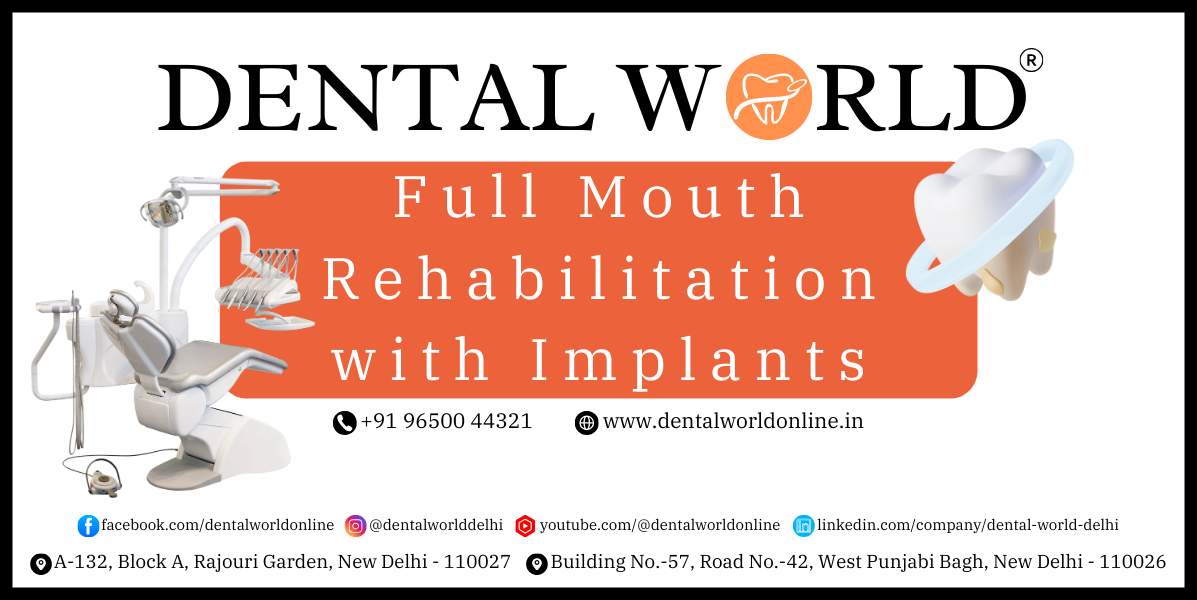 DENTAL WORLD®
Full Mouth
Rehabilitation
with Implants
+91 96500 44321 www.dentalworldonline.in
facebook.com/dentalworldonline @dentalworlddelhi youtube.com/@dentalworldonline linkedin.com/company/dental-world-delhi
A-132, Block A, Rajouri Garden, New Delhi - 110027 Building No.-57, Road No.-42, West Punjabi Bagh, New Delhi - 110026